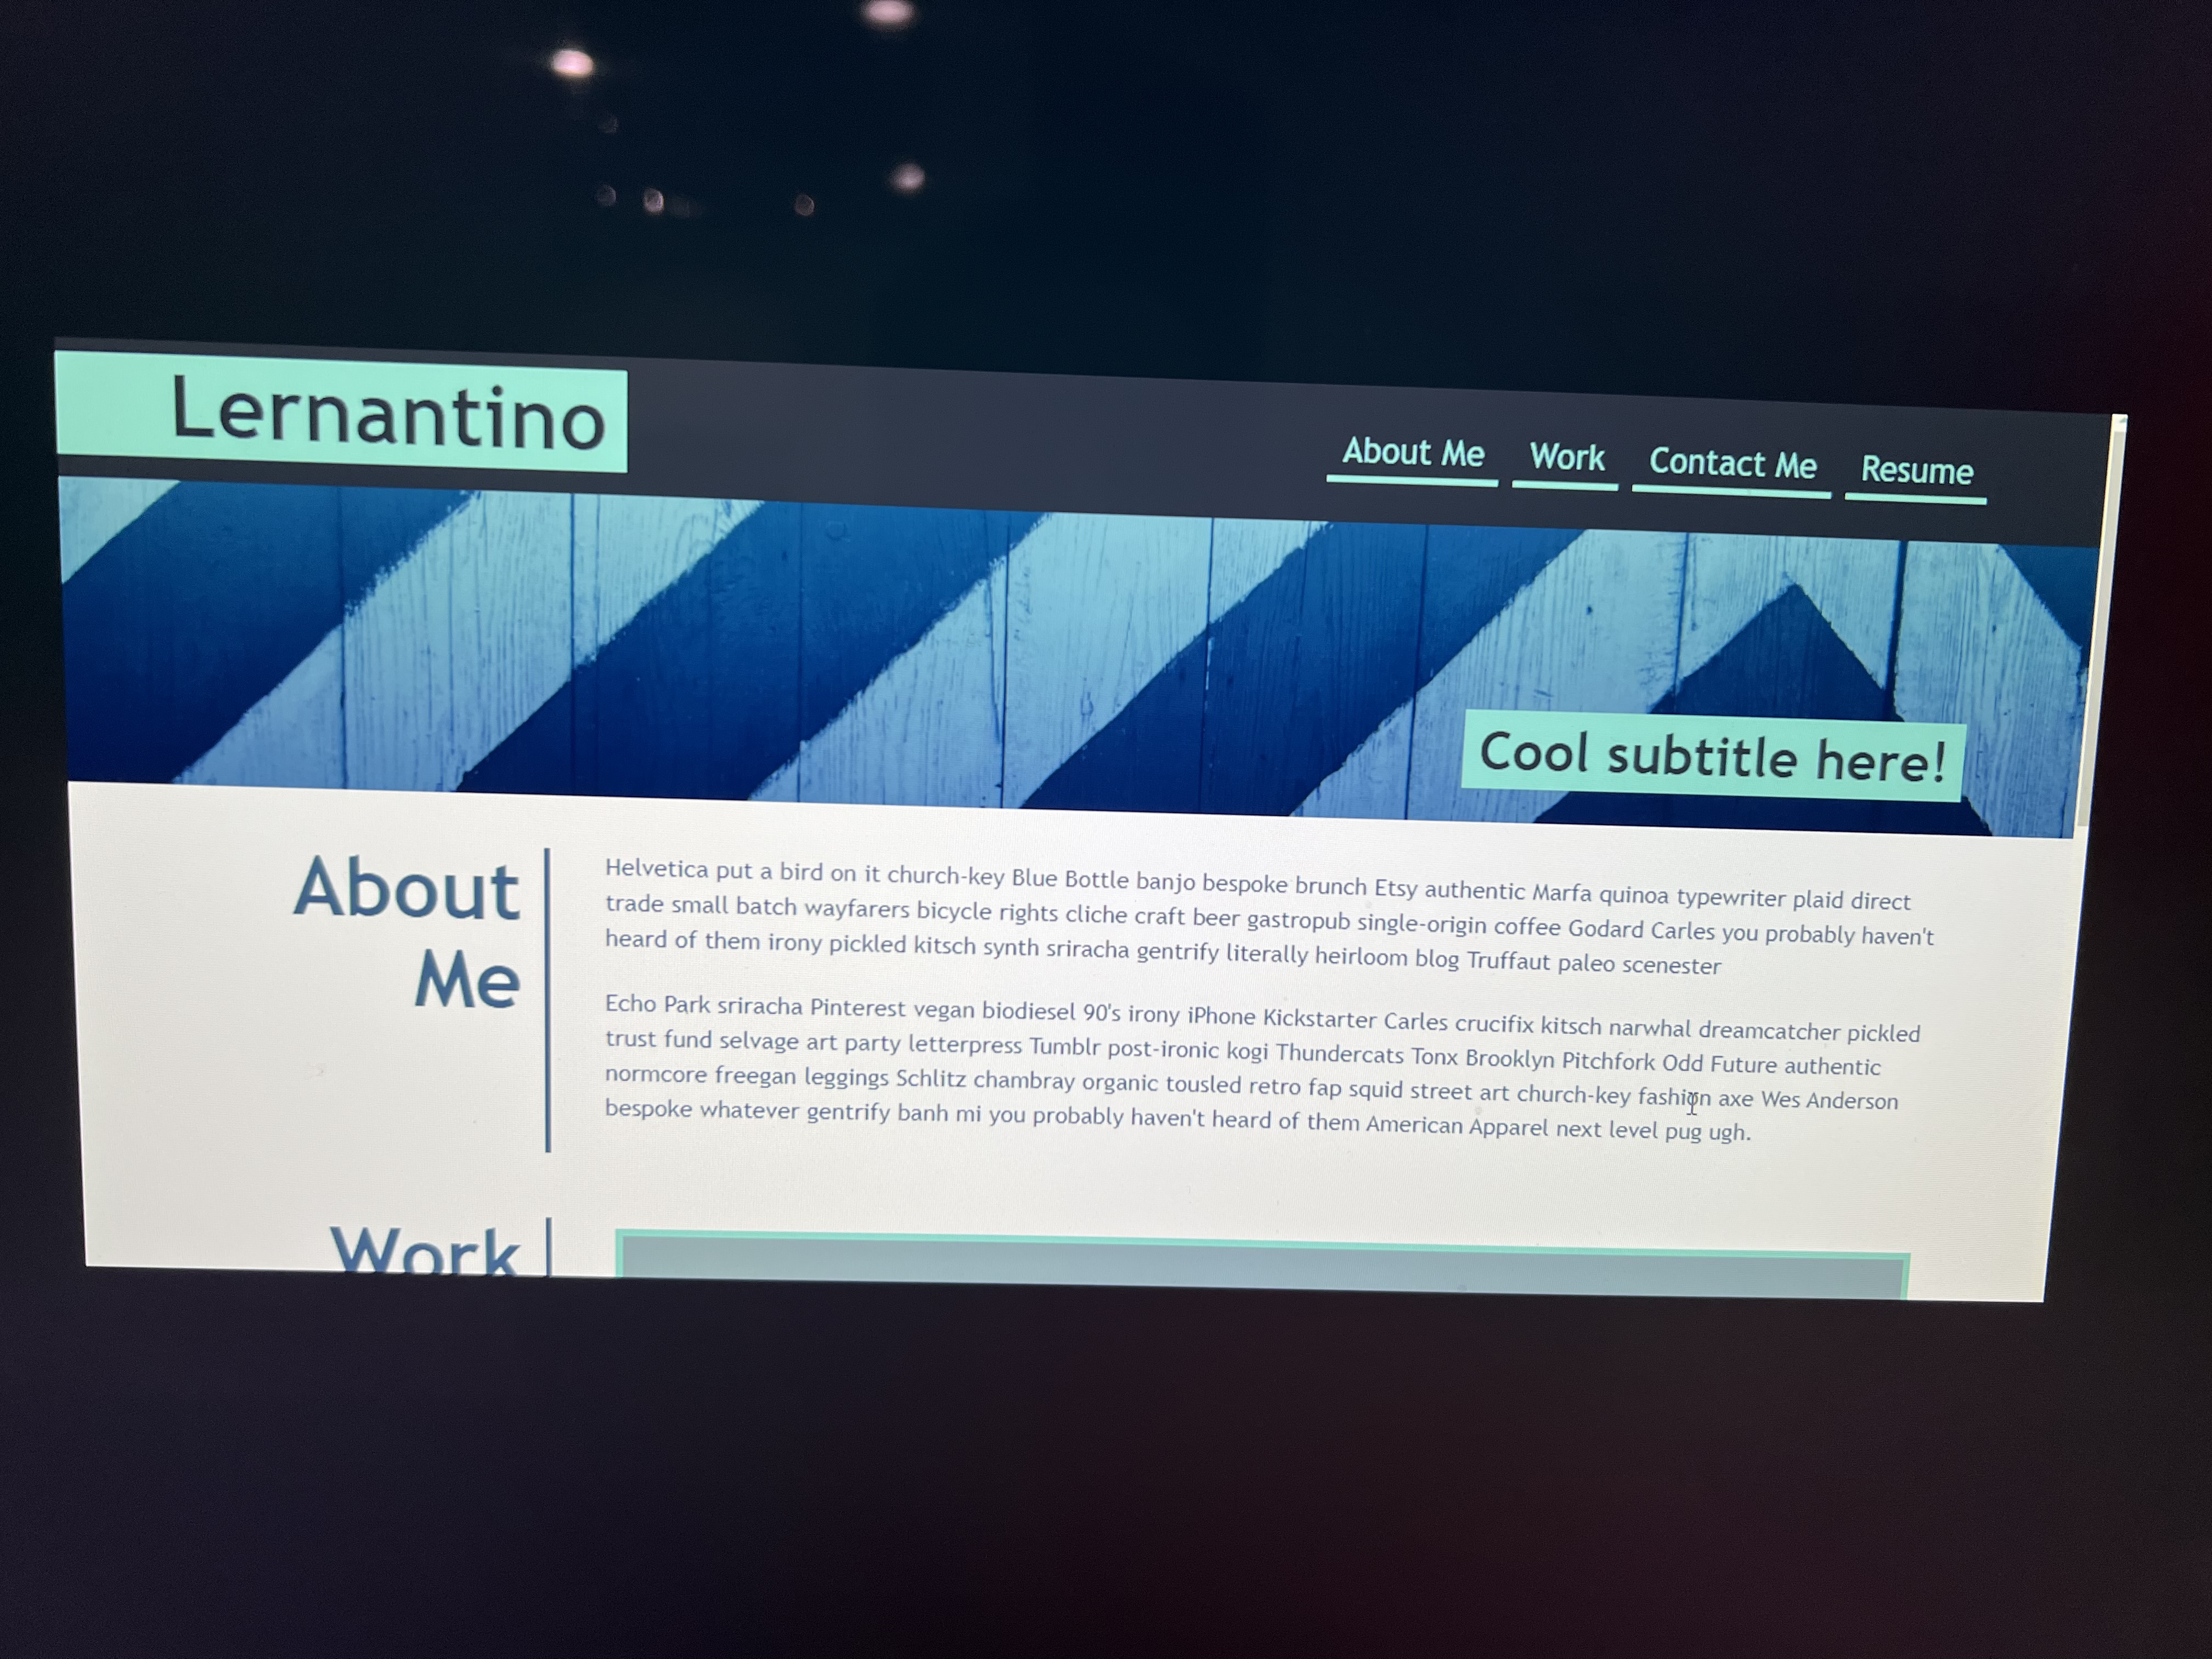 Lernantino
About Me Work Contact Me Resume
Cool subtitle here!
About
Me
Helvetica put a bird on it church-key Blue Bottle banjo bespoke brunch Etsy authentic Marfa quinoa typewriter plaid direct
trade small batch wayfarers bicycle rights cliche craft beer gastropub single-origin coffee Godard Carles you probably haven't
heard of them irony pickled kitsch synth sriracha gentrify literally heirloom blog Truffaut paleo scenester
Echo Park sriracha Pinterest vegan biodiesel 90's irony iPhone Kickstarter Carles crucifix kitsch narwhal dreamcatcher pickled
trust fund selvage art party letterpress Tumblr post-ironic kogi Thundercats Tonx Brooklyn Pitchfork Odd Future authentic
normcore freegan leggings Schlitz chambray organic tousled retro fap squid street art church-key fashion axe Wes Anderson
bespoke whatever gentrify banh mi you probably haven't heard of them American Apparel next level pug ugh.
Work